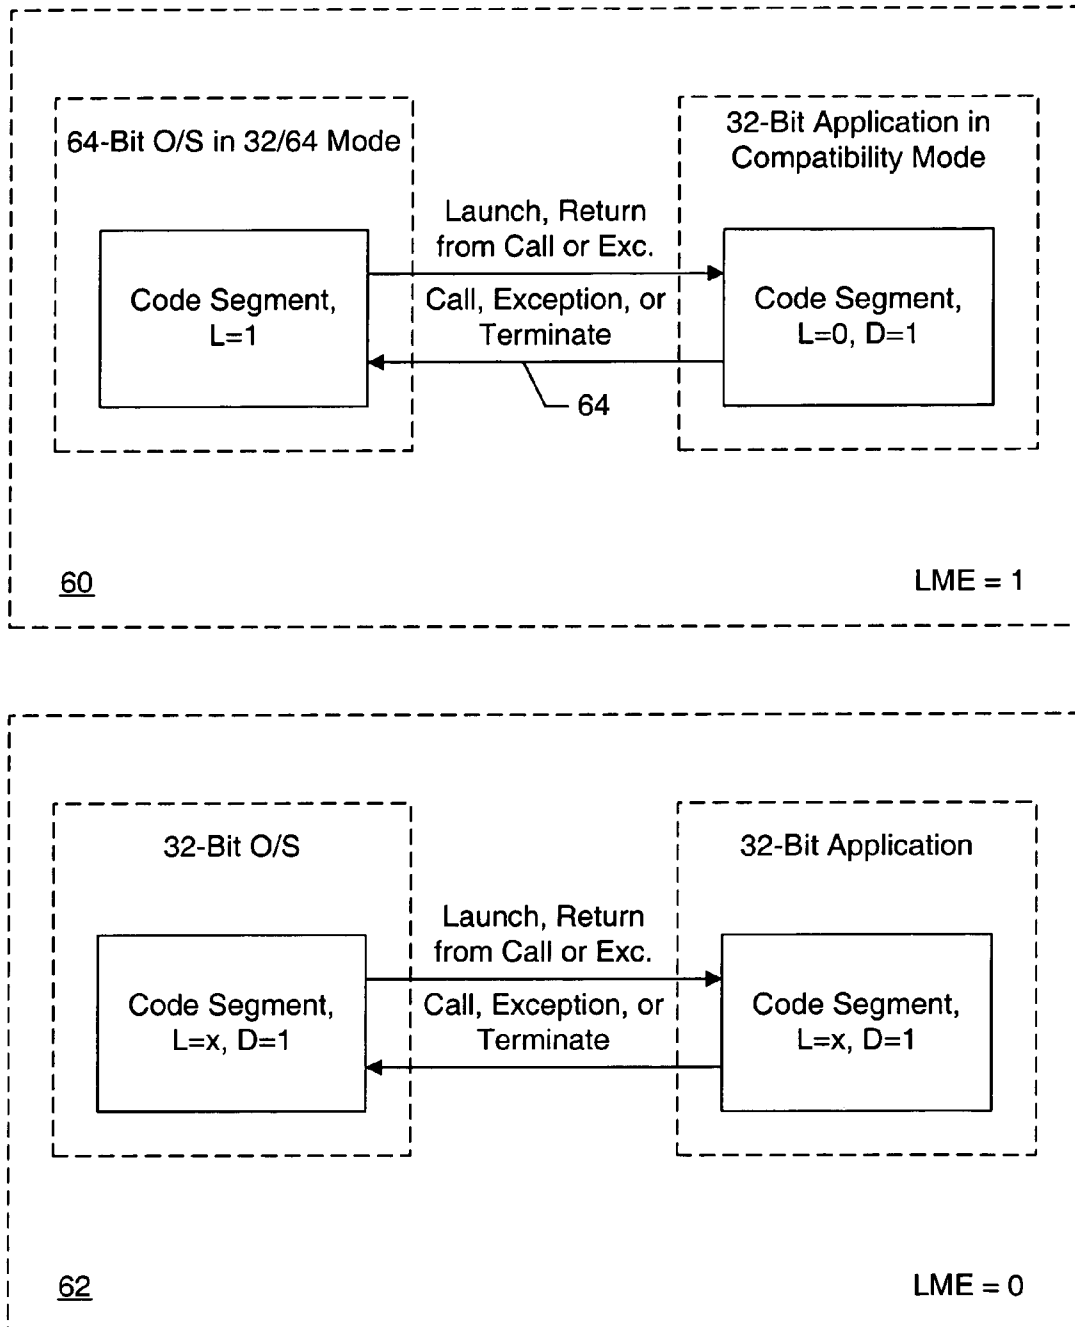 64-Bit O/S in 32/64 Mode
32-Bit Application in
Compatibility Mode
Launch, Return
from Call or Exc.
Code Segment,
L=1
Call, Exception, or
Terminate
Code Segment,
L=0, D=1
64
60
LME = 1
32-Bit O/S
32-Bit Application
Launch, Return
from Call or Exc.
Code Segment,
L=x, D=1
Call, Exception, or
Terminate
Code Segment,
L=x, D=1
62
LME = 0